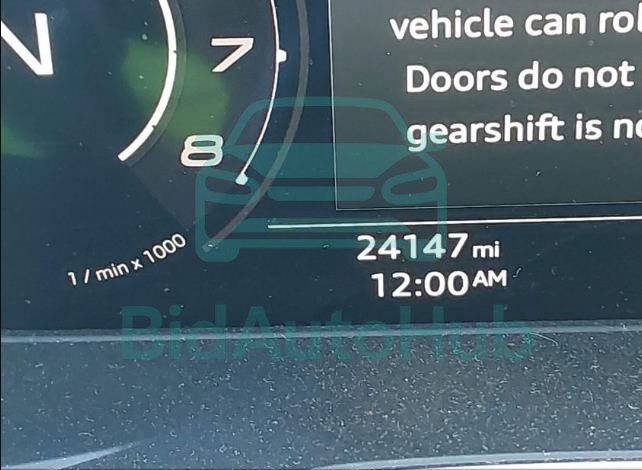 N
7
8
1 / min x 1000
vehicle can rol
Doors do not
gearshift is no
24147 mi
12:00 AM
BidAutoHub